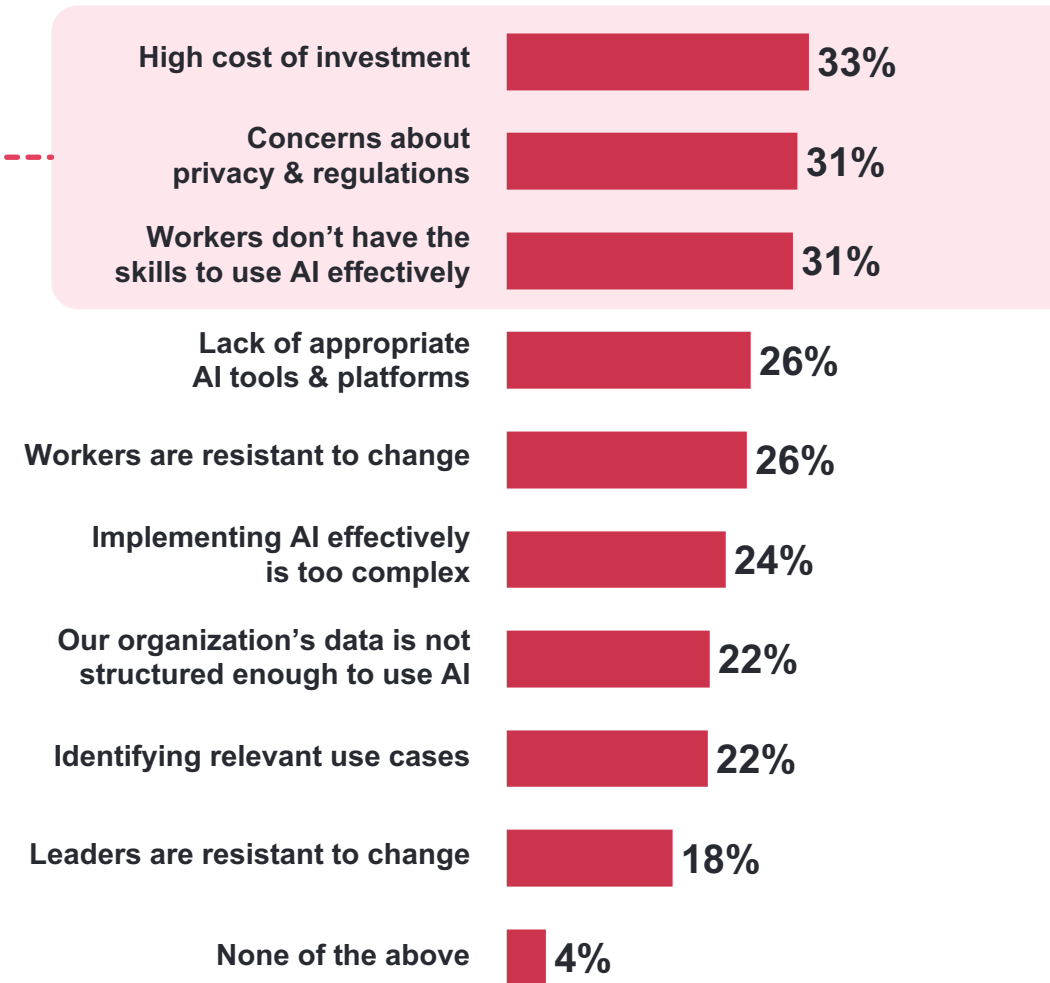 High cost of investment
33%
Concerns about
privacy & regulations
31%
Workers don’t have the
skills to use AI effectively
31%
Lack of appropriate
AI tools & platforms
26%
Workers are resistant to change
26%
Implementing AI effectively
is too complex
24%
Our organization’s data is not
structured enough to use AI
22%
Identifying relevant use cases
22%
Leaders are resistant to change
18%
None of the above
4%